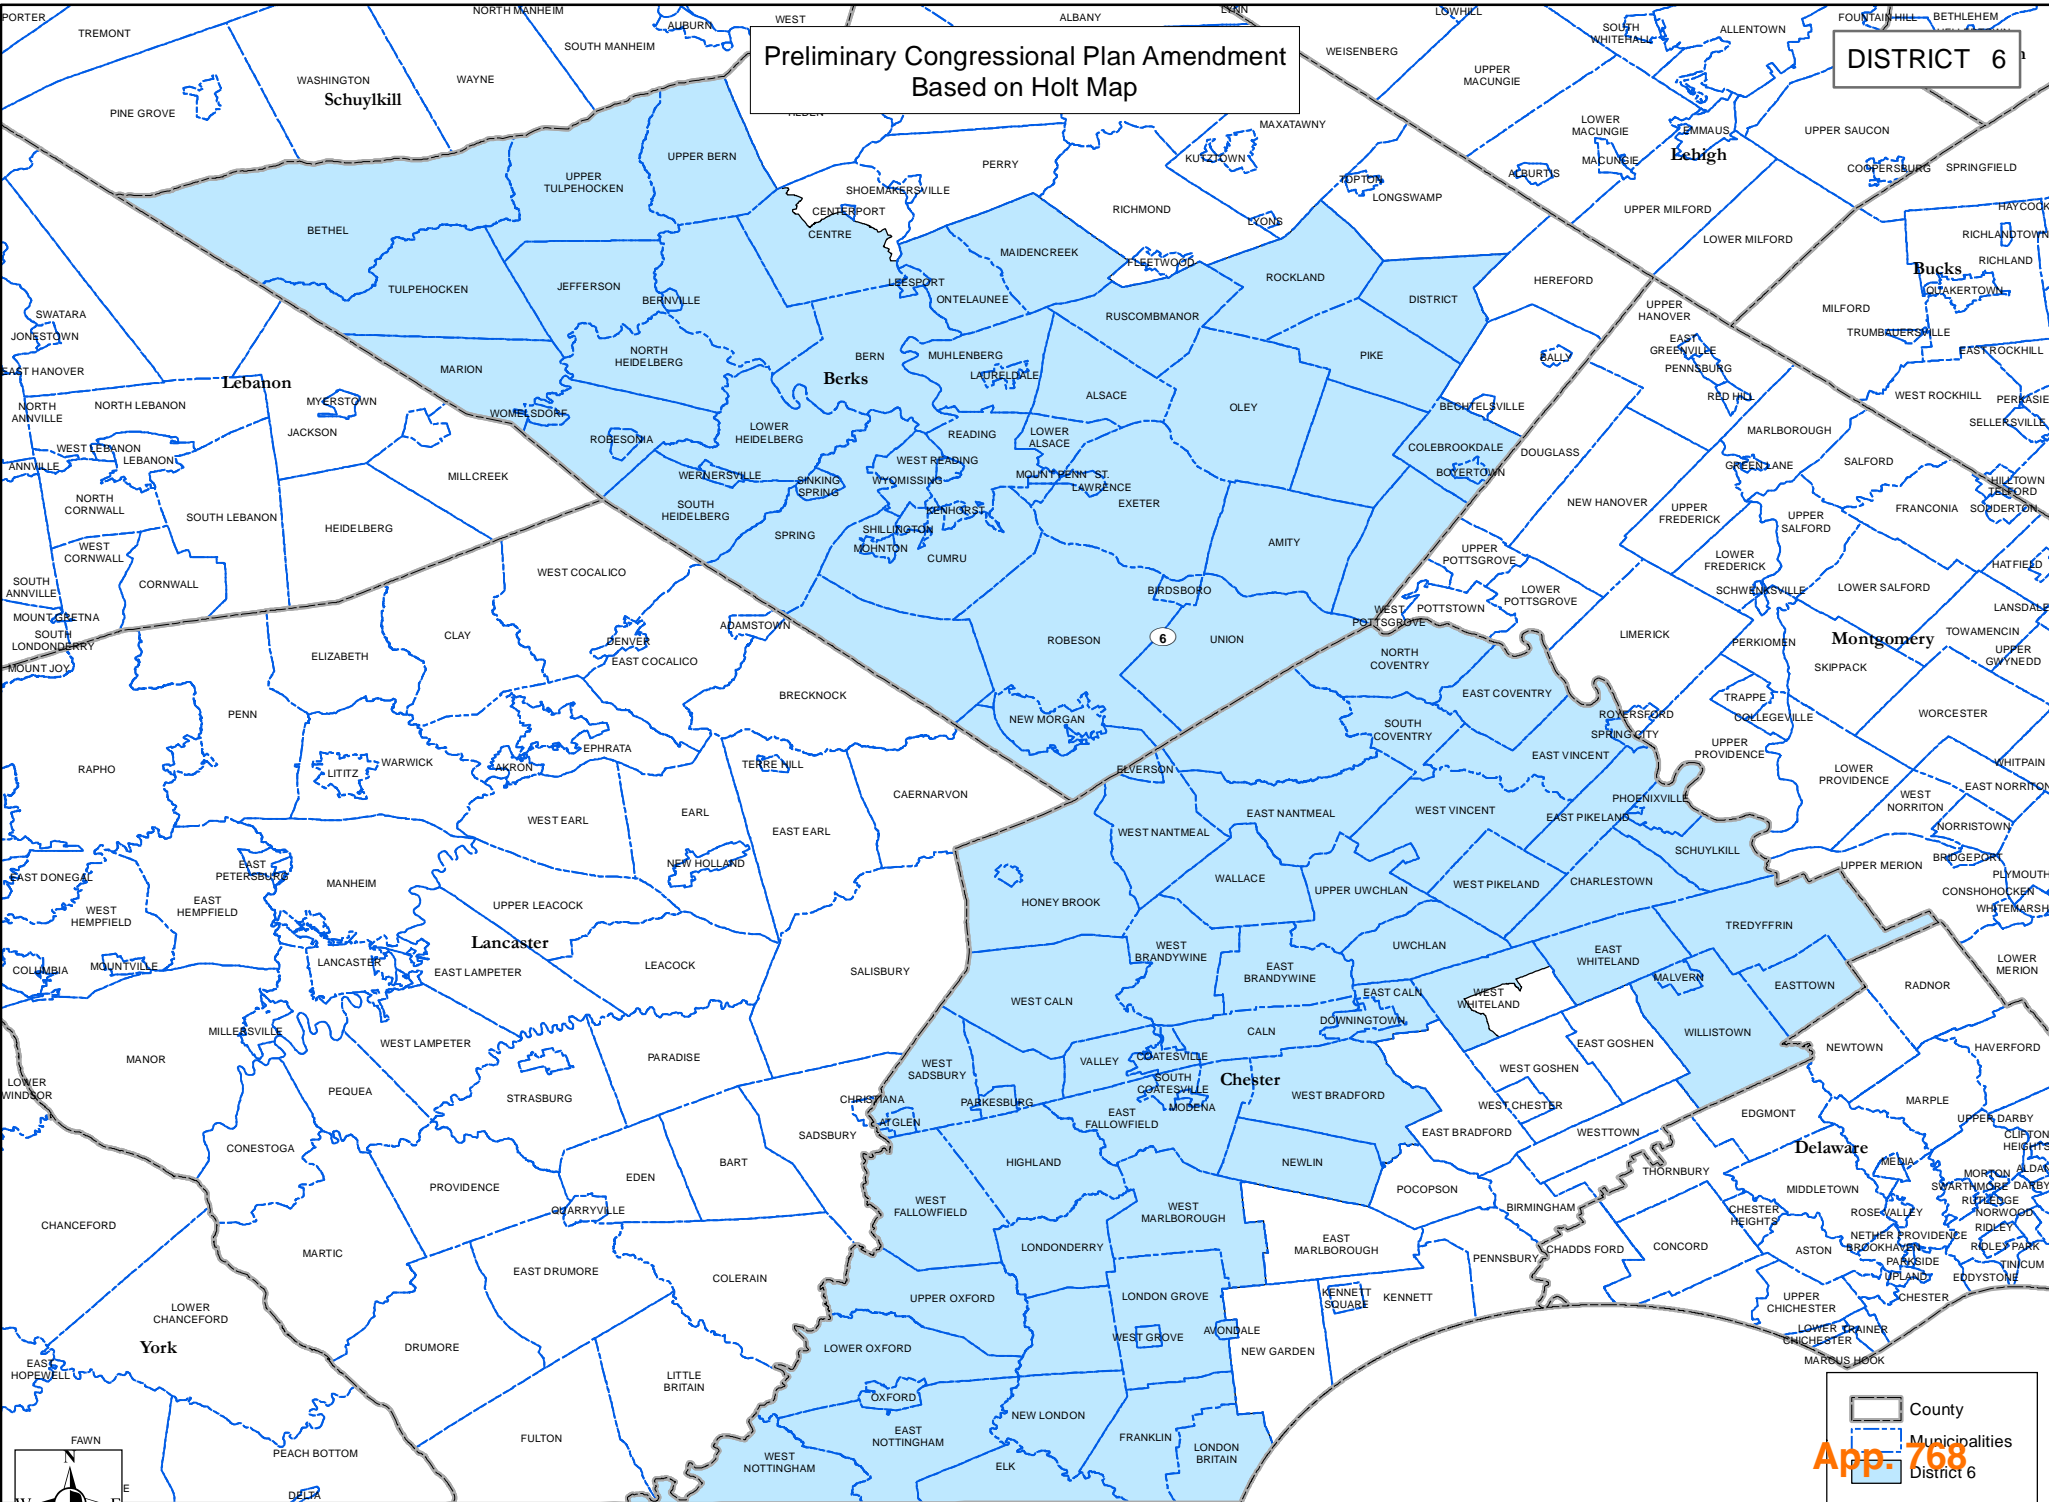 PORTER
TREMONT
NORTH MANHEIM
SOUTH MANHEIM
AUBURN
WEST
ALBANY
LYNN
LOWHILL
WEISENBERG
SOUTH
WHITEHALL
ALLENTOWN
FOUNTAIN HILL
BETHLEHEM
Preliminary Congressional Plan Amendment
Based on Holt Map
DISTRICT 6
WASHINGTON
WAYNE
Schuylkill
PINE GROVE
UPPER
MACUNGIE
LOWER
MACUNGIE
EMMAUS
UPPER SAUCON
MACUNGIE
Lehigh
COOPERSBURG
SPRINGFIELD
ALBURTIS
MAXATAWNY
KUTZTOWN
PERRY
UPPER BERN
UPPER
TULPEHOCKEN
SHOEMAKERSVILLE
CENTERPORT
CENTRE
RICHMOND
TOPTON
LONGSWAMP
LYONS
UPPER MILFORD
LOWER MILFORD
HAYCOCK
RICHLANDTOWN
RICHLAND
Bucks
QUAKERTOWN
MILFORD
TRUMBAUERSVILLE
EAST ROCKHILL
BETHEL
TULPEHOCKEN
JEFFERSON
BERNVILLE
MAIDENCREEK
FLEETWOOD
LEESPORT
ONTELAUNEE
ROCKLAND
DISTRICT
HEREFORD
UPPER
HANOVER
RUSCOMBMANOR
SWATARA
JONESTOWN
EAST HANOVER
Lebanon
MARION
NORTH
HEIDELBERG
BERN
Berks
MUHLENBERG
LAURELDALE
PIKE
BALLY
EAST
GREENVILLE
PENNSBURG
RED HILL
WEST ROCKHILL
PERKASIE
SELLERSVILLE
NORTH
ANNVILLE
NORTH LEBANON
MYERSTOWN
JACKSON
WOMELSDORF
ROBESONIA
LOWER
HEIDELBERG
ALSACE
OLEY
BECHTELSVILLE
MARLBOROUGH
READING
LOWER
ALSACE
COLEBROOKDALE
BOYERTOWN
DOUGLASS
GREEN LANE
SALFORD
WEST LEBANON
LEBANON
ANNVILLE
MILLCREEK
WERNERSVILLE
SINKING
SPRING
WEST READING
WYOMISSING
MOUNT PENN
ST.
LAWRENCE
EXETER
HILLTOWN
TELFORD
SOUDERTON
FRANCONIA
NORTH
CORNWALL
SOUTH LEBANON
HEIDELBERG
SOUTH
HEIDELBERG
SPRING
KENHORST
SHILLINGTON
MOHNTON
CUMRU
AMITY
NEW HANOVER
UPPER
FREDERICK
UPPER
SALFORD
WEST
CORNWALL
CORNWALL
SOUTH
ANNVILLE
WEST COCALICO
UPPER
POTTSGROVE
LOWER
FREDERICK
HATFIELD
SCHWENKSVILLE
LOWER SALFORD
BIRDSBORO
LOWER
POTTSGROVE
POTTSTOWN
WEST
POTTSGROVE
LANSDALE
MOUNT GRETNA
SOUTH
LONDONDERRY
MOUNT JOY
CLAY
DENVER
ADAMSTOWN
EAST COCALICO
ELIZABETH
ROBESON
6
UNION
LIMERICK
PERKIOMEN
Montgomery
TOWAMENCIN
UPPER
GWYNEDD
SKIPPACK
NORTH
COVENTRY
EAST COVENTRY
TRAPPE
COLLEGEVILLE
WORCESTER
PENN
BRECKNOCK
NEW MORGAN
SOUTH
COVENTRY
ROYERSFORD
SPRING CITY
UPPER
PROVIDENCE
EPHRATA
RAPHO
LITITZ
WARWICK
AKRON
TERRE HILL
ELVERSON
EAST VINCENT
LOWER
PROVIDENCE
WHITPAIN
CAERNARVON
PHOENIXVILLE
WEST
NORRITON
EAST NORRITON
WEST EARL
EARL
EAST EARL
EAST NANTMEAL
WEST VINCENT
EAST PIKELAND
NORRISTOWN
WEST NANTMEAL
SCHUYLKILL
BRIDGEPORT
UPPER MERION
PLYMOUTH
CONSHOHOCKEN
WHITEMARSH
EAST DONEGAL
EAST
PETERSBURG
NEW HOLLAND
MANHEIM
WALLACE
UPPER UWCHLAN
WEST PIKELAND
CHARLESTOWN
EAST
HEMPFIELD
WEST
HEMPFIELD
UPPER LEACOCK
HONEY BROOK
TREDYFFRIN
Lancaster
UWCHLAN
EAST
WHITELAND
WEST
BRANDYWINE
EAST
BRANDYWINE
COLUMBIA
MOUNTVILLE
LANCASTER
EAST LAMPETER
LEACOCK
SALISBURY
LOWER
MERION
MALVERN
EASTTOWN
RADNOR
WEST CALN
EAST CALN
WEST
WHITELAND
DOWNINGTOWN
CALN
WILLISTOWN
MILLERSVILLE
MANOR
WEST LAMPETER
PARADISE
EAST GOSHEN
NEWTOWN
HAVERFORD
WEST
SADSBURY
VALLEY
COATESVILLE
SOUTH
COATESVILLE
Chester
WEST GOSHEN
LOWER
WINDSOR
PEQUEA
STRASBURG
CHRISTIANA
PARKESBURG
MODENA
WEST BRADFORD
WEST CHESTER
MARPLE
ATGLEN
EAST
FALLOWFIELD
EDGMONT
UPPER DARBY
CLIFTON
HEIGHTS
SADSBURY
EAST BRADFORD
WESTTOWN
Delaware
CONESTOGA
BART
HIGHLAND
NEWLIN
MEDIA
THORNBURY
MORTON
ALDAN
SWARTHMORE
DARBY
RUTLEDGE
NORWOOD
PROVIDENCE
EDEN
POCOPSON
MIDDLETOWN
ROSE VALLEY
WEST
FALLOWFIELD
WEST
MARLBOROUGH
BIRMINGHAM
CHESTER
HEIGHTS
NETHER PROVIDENCE
RIDLEY
CHANCEFORD
QUARRYVILLE
MARTIC
LONDONDERRY
EAST
MARLBOROUGH
PENNSBURY
CHADDS FORD
CONCORD
ASTON
BROOKHAVEN
RIDLEY PARK
PARKSIDE
TINICUM
UPLAND
EDDYSTONE
EAST DRUMORE
COLERAIN
UPPER OXFORD
LONDON GROVE
KENNETT
SQUARE
KENNETT
UPPER
CHICHESTER
CHESTER
LOWER
CHANCEFORD
York
LOWER
CHICHESTER
TRAINER
DRUMORE
LOWER OXFORD
WEST GROVE
AVONDALE
NEW GARDEN
MARCUS HOOK
EAST
HOPEWELL
LITTLE
BRITAIN
OXFORD
NEW LONDON
FRANKLIN
EAST
NOTTINGHAM
LONDON
BRITAIN
FAWN
PEACH BOTTOM
FULTON
WEST
NOTTINGHAM
ELK
DELTA
N
County
Municipalities
District 6
App. 768